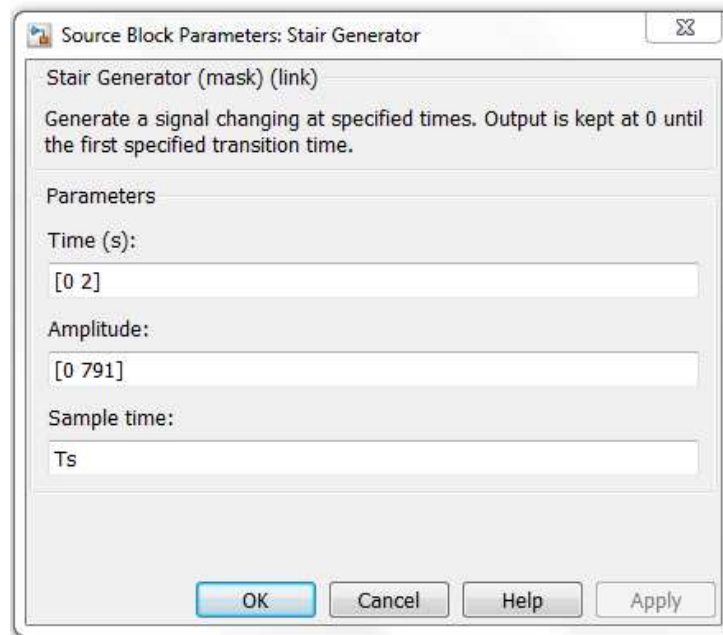 Source Block Parameters: Stair Generator
Stair Generator (mask) (link)
Generate a signal changing at specified times. Output is kept at 0 until
the first specified transition time.
Parameters
Time (s):
[0 2]
Amplitude:
[0 791]
Sample time:
Ts
OK Cancel Help Apply